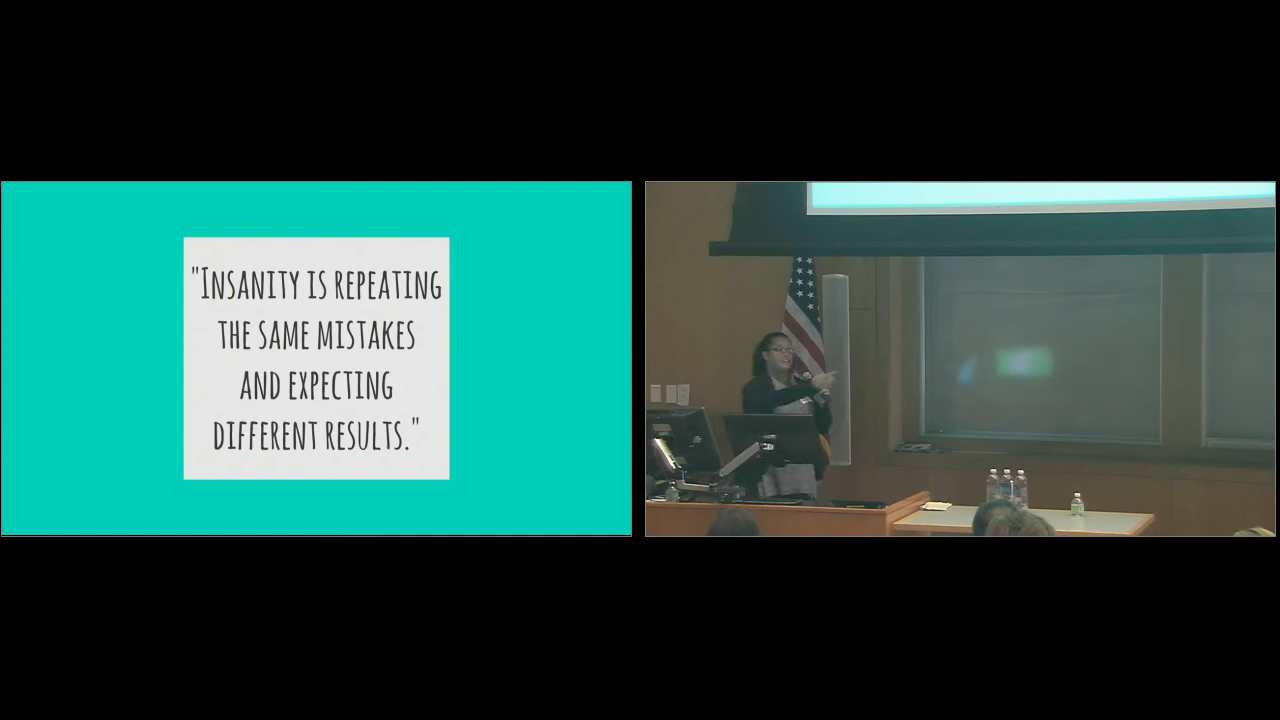 "Insanity is repeating
the same mistakes
and expecting
different results."